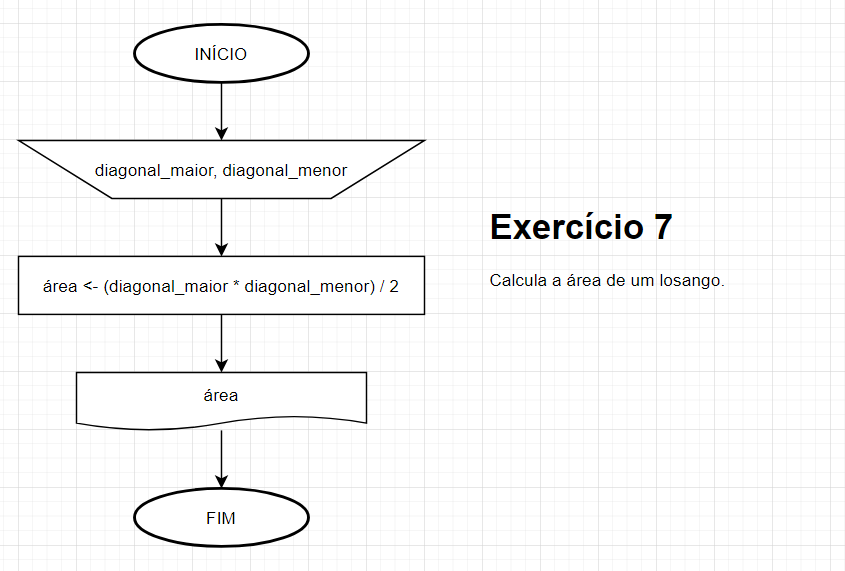 INÍCIO
diagonal_maior, diagonal_menor
área <- (diagonal_maior * diagonal_menor) / 2
área
FIM
Exercício 7
Calcula a área de um losango.